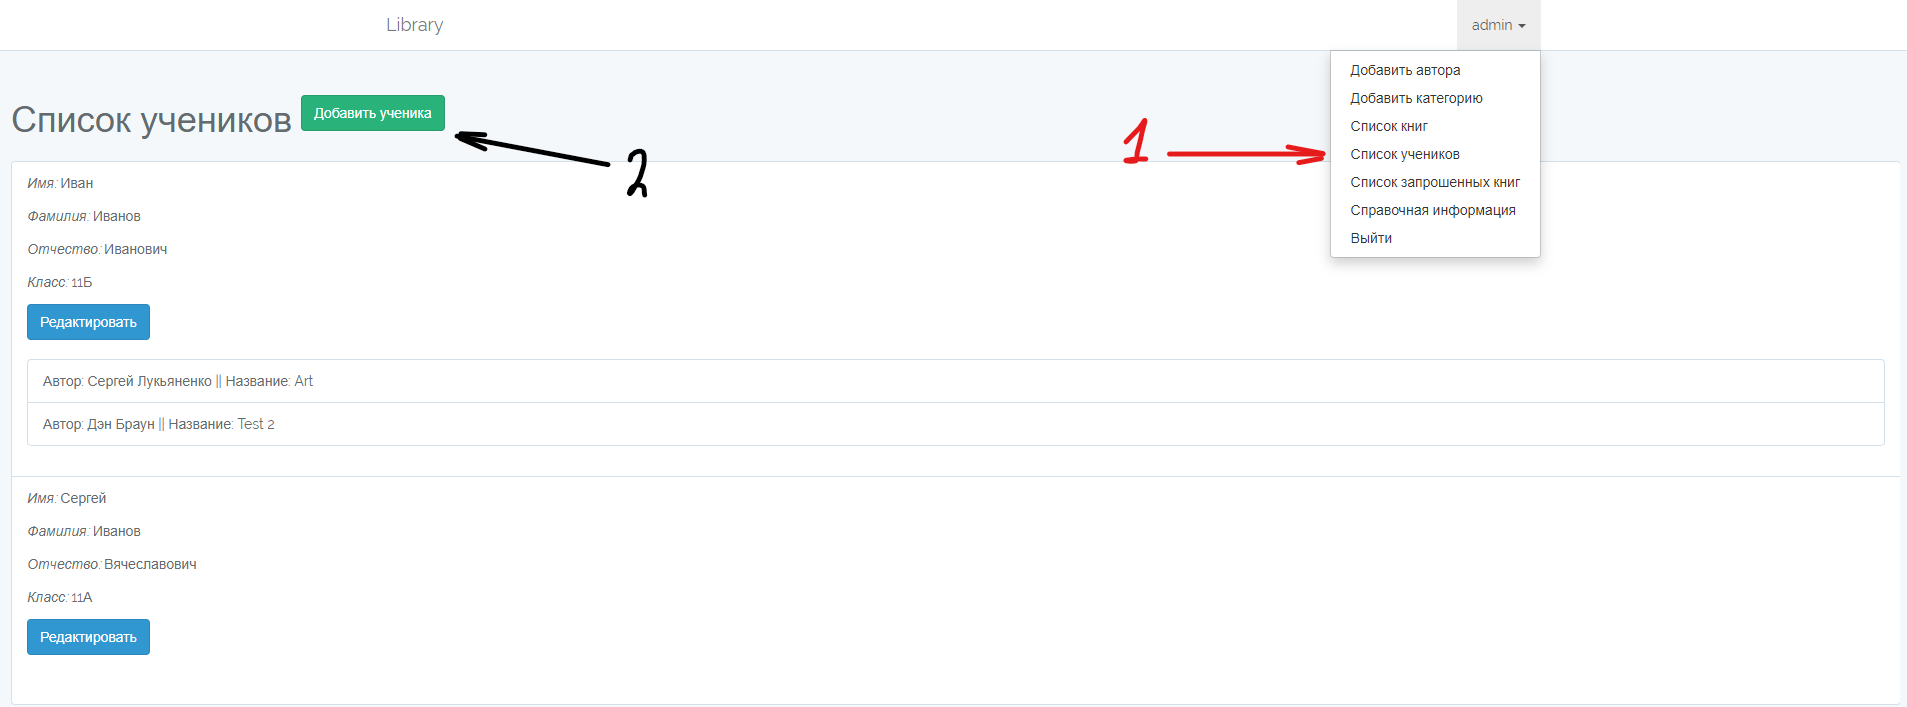 Library
admin
Добавить автора
Добавить категорию
Список книг
Список учеников
Список запрошенных книг
Справочная информация
Выйти
1
Список учеников
Добавить ученика
2
Имя: Иван
Фамилия: Иванов
Отчество: Иванович
Класс: 11Б
Редактировать
Автор: Сергей Лукьяненко || Название: Art
Автор: Дэн Браун || Название: Test 2
Имя: Сергей
Фамилия: Иванов
Отчество: Вячеславович
Класс: 11А
Редактировать